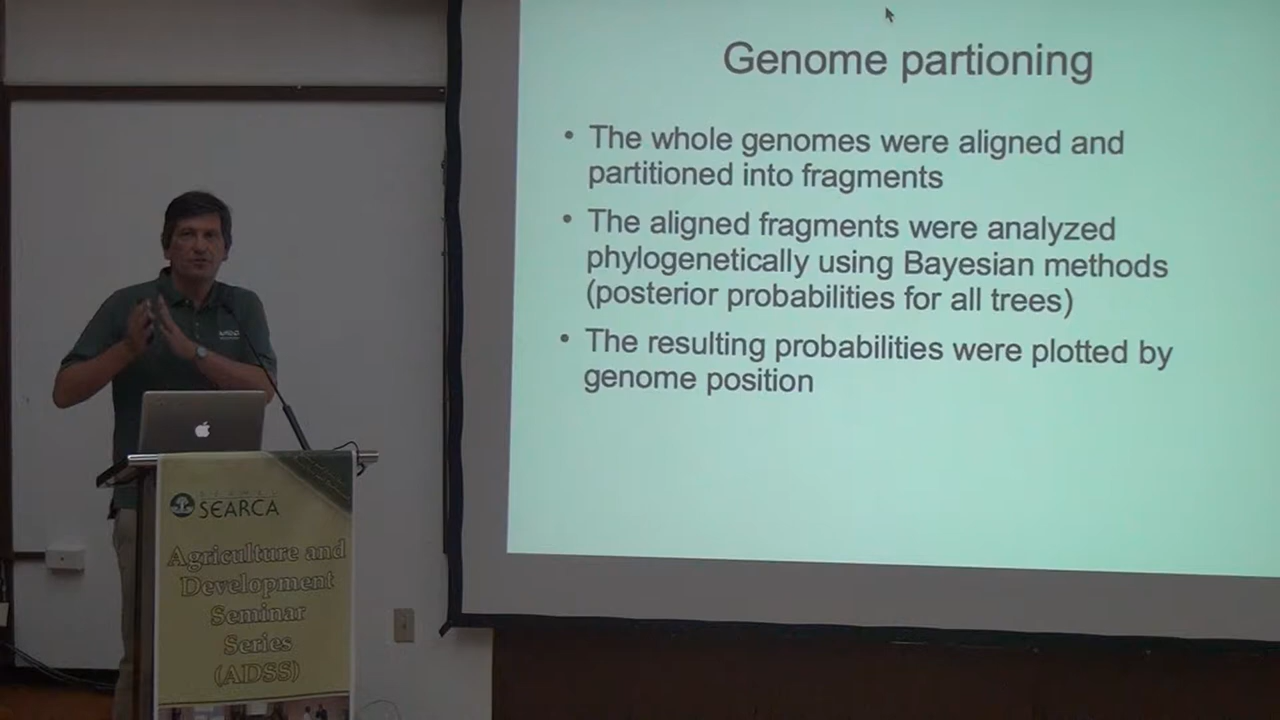 Genome partioning
• The whole genomes were aligned and
partitioned into fragments
• The aligned fragments were analyzed
phylogenetically using Bayesian methods
(posterior probabilities for all trees)
• The resulting probabilities were plotted by
genome position
SEARCA
Agriculture and
Development
Seminar
Series
(ADSS)